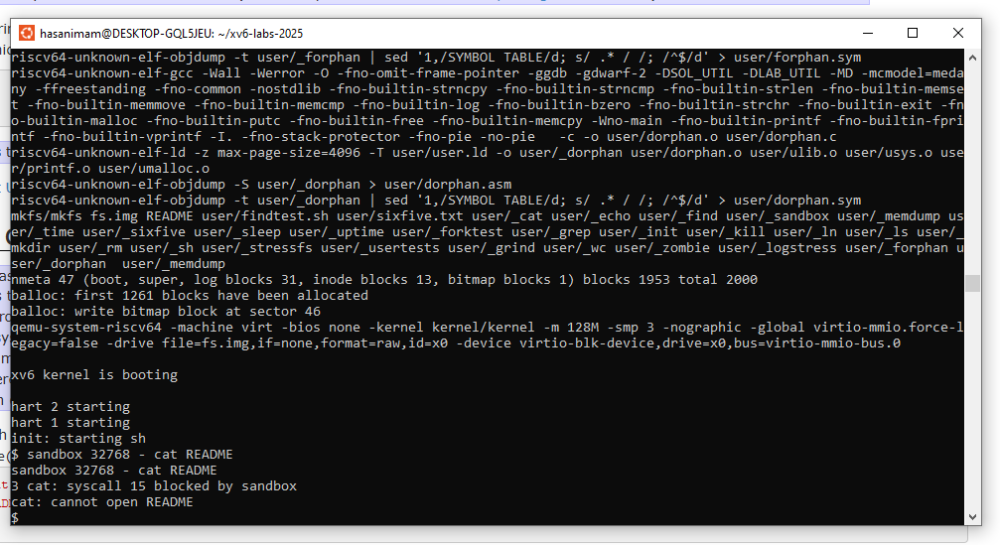 hasanimam@DESKTOP-GQL5JEU: ~/xv6-labs-2025
riscv64-unknown-elf-objdump -t user/_forphan | sed '1,/SYMBOL TABLE/d; s/ .* / /; /^$/d' > user/forphan.sym
riscv64-unknown-elf-gcc -Wall -Werror -O -fno-omit-frame-pointer -ggdb -gdwarf-2 -DSOL_UTIL -DLAB_UTIL -MD -mcmodel=meda
ny -ffreestanding -fno-common -nostdlib -fno-builtin-strncpy -fno-builtin-strncmp -fno-builtin-strlen -fno-builtin-memse
t -fno-builtin-memmove -fno-builtin-memcmp -fno-builtin-log -fno-builtin-bzero -fno-builtin-strchr -fno-builtin-exit -fn
o-builtin-malloc -fno-builtin-putc -fno-builtin-free -fno-builtin-memcpy -Wno-main -fno-builtin-printf -fno-builtin-fpri
ntf -fno-builtin-vprintf -I. -fno-stack-protector -fno-pie -no-pie   -c -o user/dorphan.o user/dorphan.c
riscv64-unknown-elf-ld -z max-page-size=4096 -T user/user.ld -o user/_dorphan user/dorphan.o user/ulib.o user/usys.o use
r/printf.o user/umalloc.o
riscv64-unknown-elf-objdump -S user/_dorphan > user/dorphan.asm
riscv64-unknown-elf-objdump -t user/_dorphan | sed '1,/SYMBOL TABLE/d; s/ .* / /; /^$/d' > user/dorphan.sym
mkfs/mkfs fs.img README user/findtest.sh user/sixfive.txt user/_cat user/_echo user/_find user/_sandbox user/_memdump us
er/_time user/_sixfive user/_sleep user/_uptime user/_forktest user/_grep user/_init user/_kill user/_ln user/_ls user/_
mkdir user/_rm user/_sh user/_stressfs user/_usertests user/_grind user/_wc user/_zombie user/_logstress user/_forphan u
ser/_dorphan  user/_memdump
nmeta 47 (boot, super, log blocks 31, inode blocks 13, bitmap blocks 1) blocks 1953 total 2000
balloc: first 1261 blocks have been allocated
balloc: write bitmap block at sector 46
qemu-system-riscv64 -machine virt -bios none -kernel kernel/kernel -m 128M -smp 3 -nographic -global virtio-mmio.force-l
egacy=false -drive file=fs.img,if=none,format=raw,id=x0 -device virtio-blk-device,drive=x0,bus=virtio-mmio-bus.0
xv6 kernel is booting
hart 2 starting
hart 1 starting
init: starting sh
$ sandbox 32768 - cat README
sandbox 32768 - cat README
3 cat: syscall 15 blocked by sandbox
cat: cannot open README
$